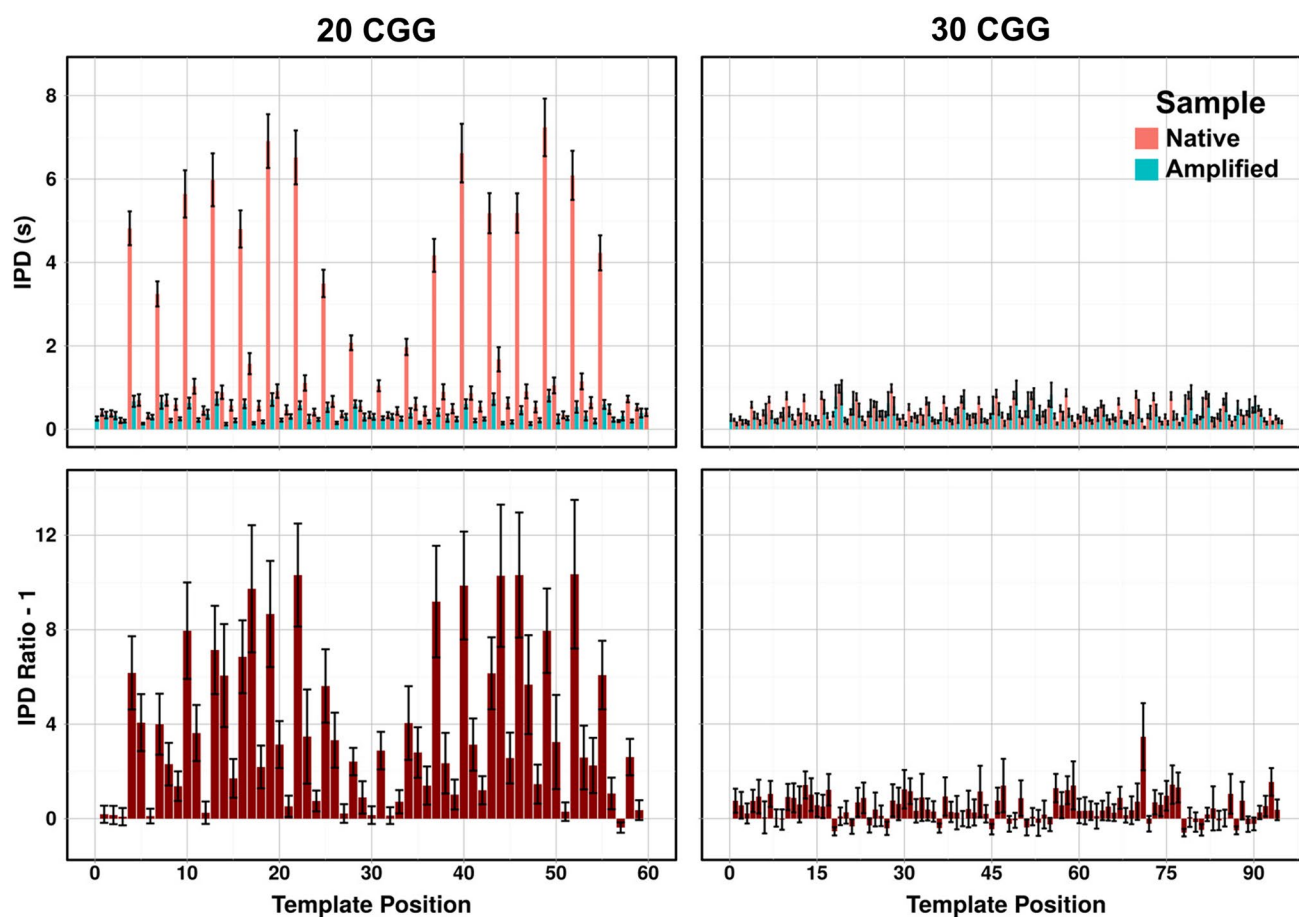 20 CGG
30 CGG
8
6
4
2
0
IPD (s)
Sample
Native
Amplified
12
8
4
0
IPD Ratio - 1
0 10 20 30 40 50 60
0 15 30 45 60 75 90
Template Position
Template Position